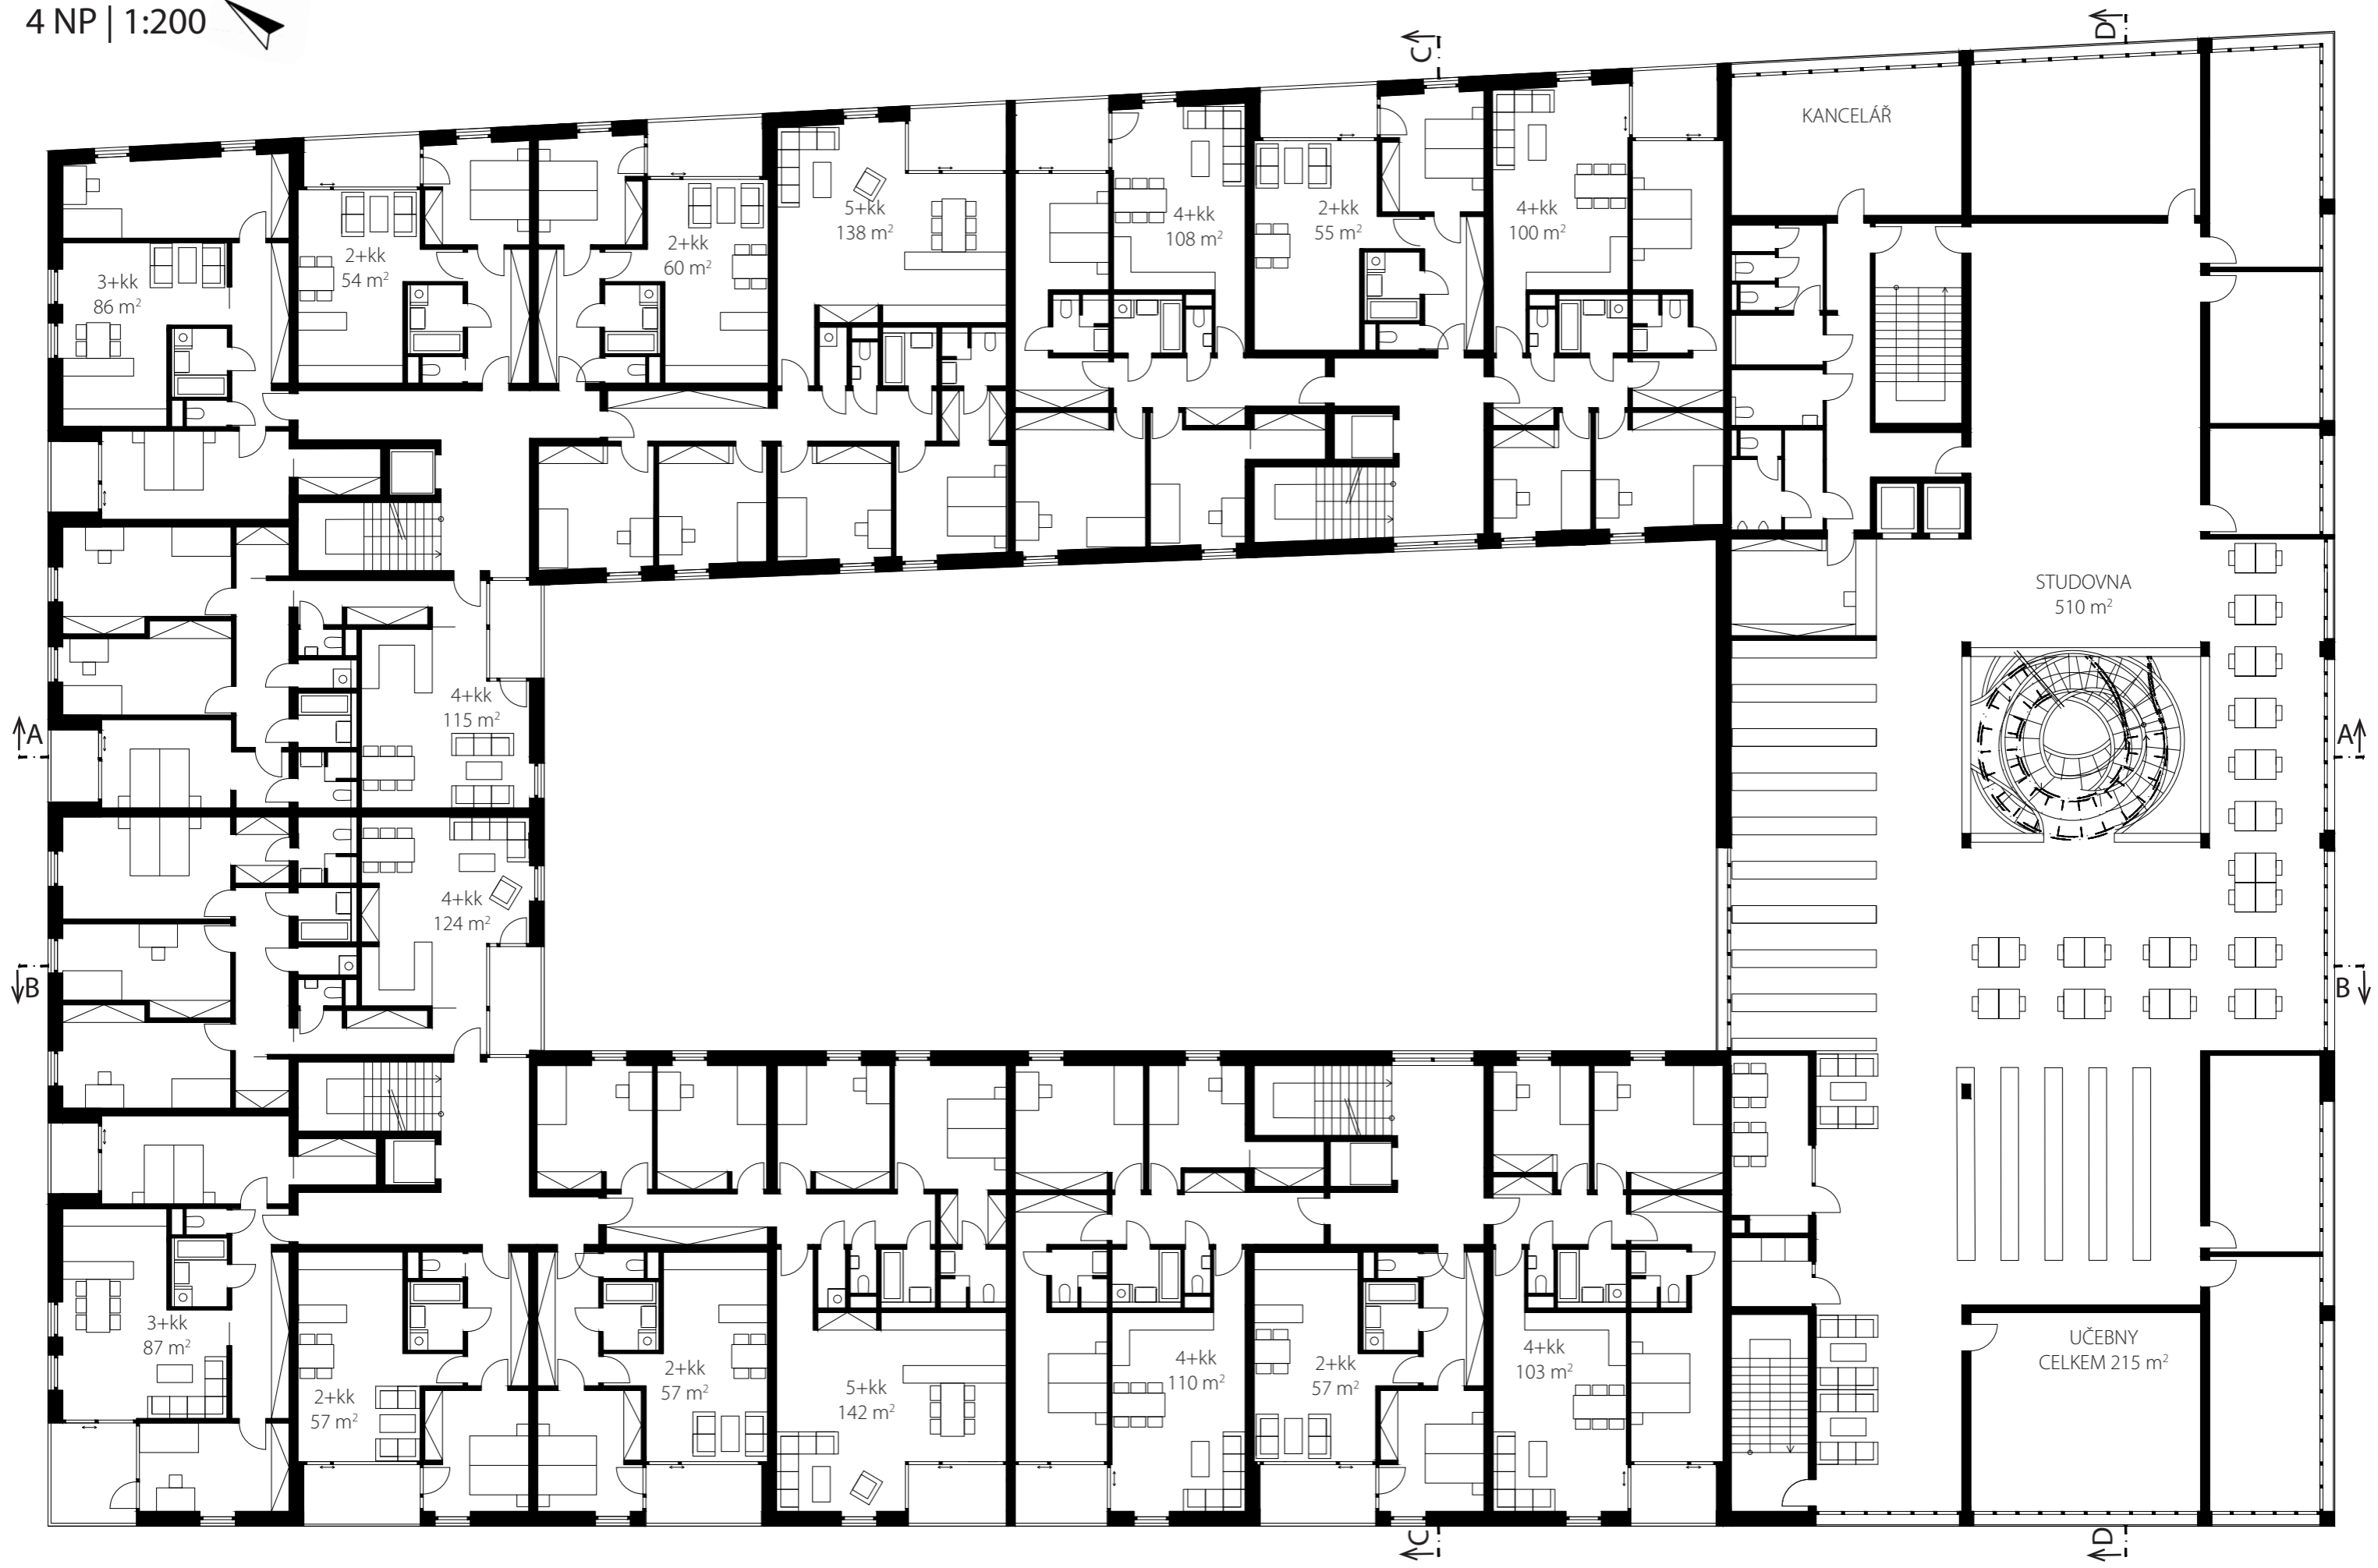 4 NP | 1:200
C
D
KANCELÁŘ
5+kk
138 m²
4+kk
108 m²
2+kk
55 m²
4+kk
100 m²
2+kk
54 m²
2+kk
60 m²
3+kk
86 m²
STUDOVNA
510 m²
4+kk
115 m²
A
A
4+kk
124 m²
B
B
3+kk
87 m²
2+kk
57 m²
2+kk
57 m²
5+kk
142 m²
4+kk
110 m²
2+kk
57 m²
4+kk
103 m²
UČEBNY
CELKEM 215 m²
C
D